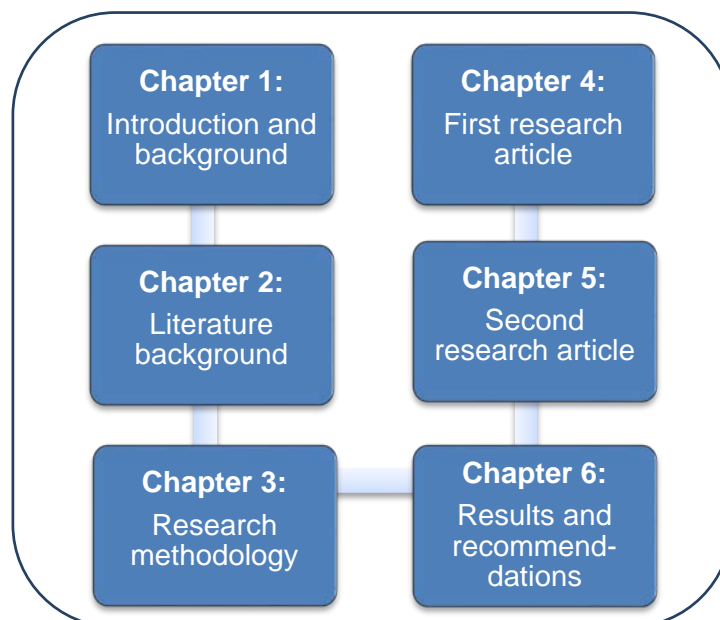 Chapter 1:
Introduction and
background
Chapter 2:
Literature
background
Chapter 3:
Research
methodology
Chapter 4:
First research
article
Chapter 5:
Second
research article
Chapter 6:
Results and
recommend-
dations